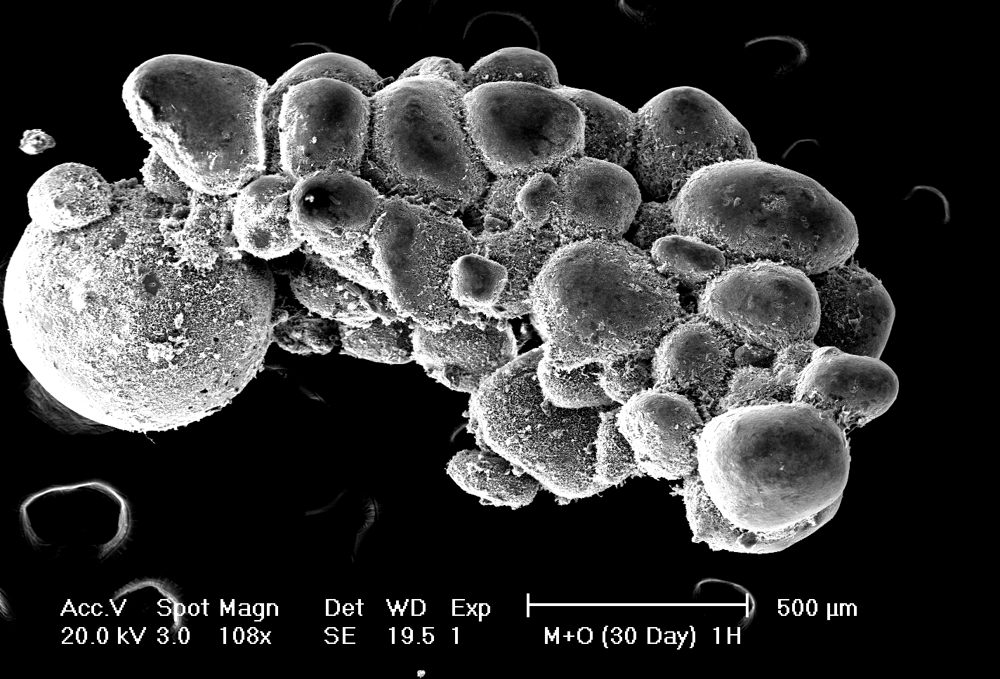 Acc.V Spot Magn Det WD Exp 500 µm
20.0 kV 3.0 108x SE 19.5 1 M+O (30 Day) 1H